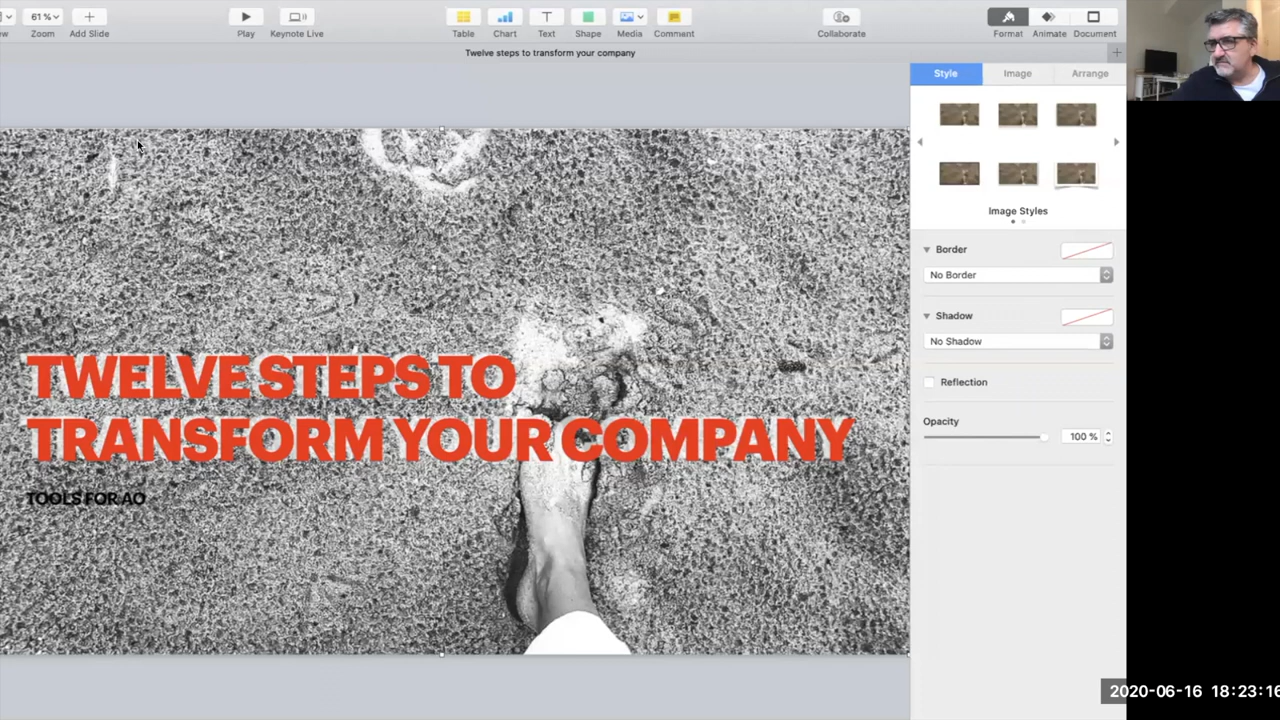 61%
Zoom
Add Slide
Play
Keynote Live
Table
Chart
Text
Shape
Media
Comment
Collaborate
Format
Animate
Document
Twelve steps to transform your company
Style
Image
Arrange
Image Styles
Border
No Border
Shadow
No Shadow
Reflection
Opacity
100 %
TWELVE STEPS TO
TRANSFORM YOUR COMPANY
TOOLS FOR AO
2020-06-16 18:23:16